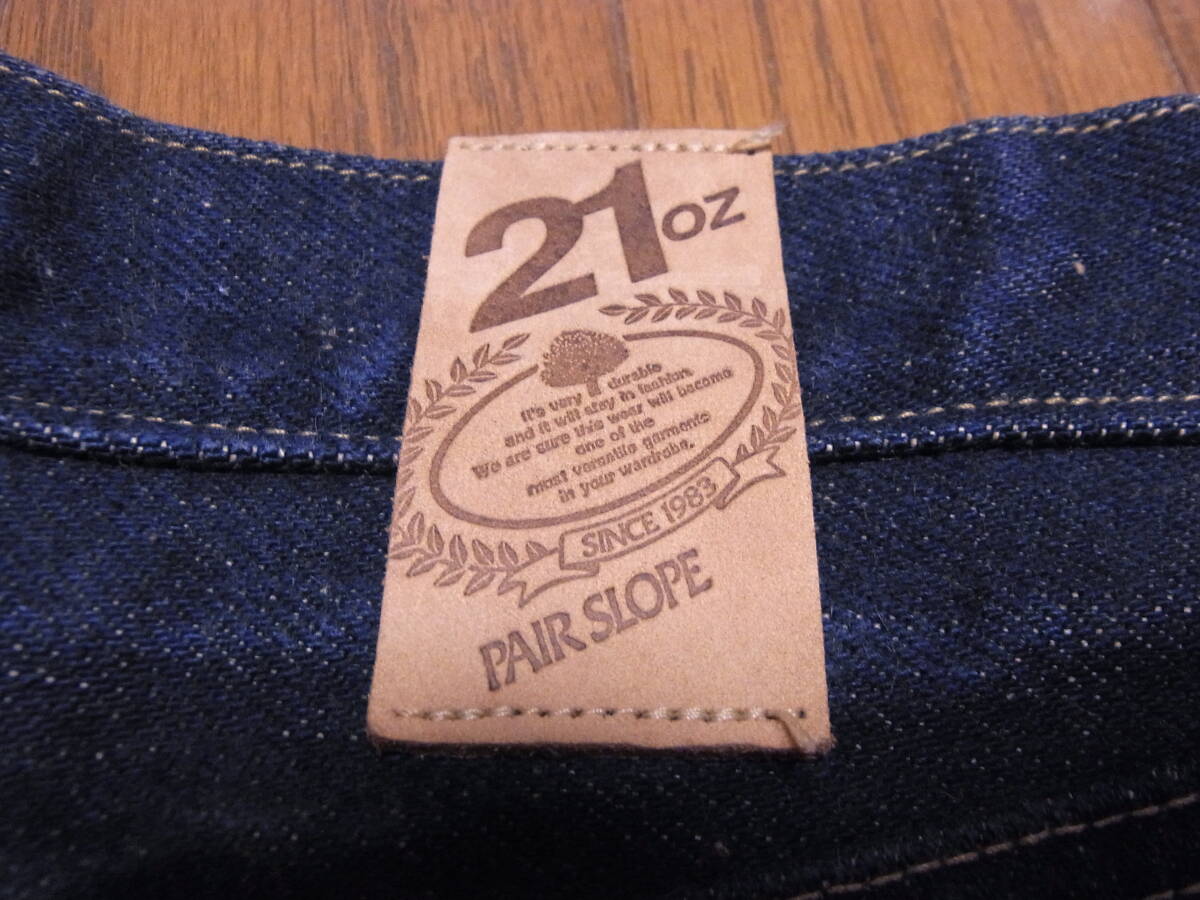 21oz
It's very durable
and it will stay in fashion
We are sure this wear will become
one of the
most versatile garments
in your wardrobe.
SINCE 1983
PAIR SLOPE